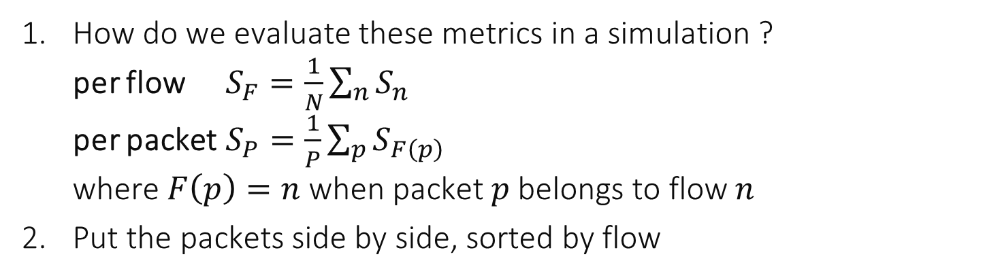 1. How do we evaluate these metrics in a simulation ?
per flow S_F = \frac{1}{N} \sum_n S_n
per packet S_P = \frac{1}{P} \sum_p S_{F(p)}
where F(p) = n when packet p belongs to flow n
2. Put the packets side by side, sorted by flow